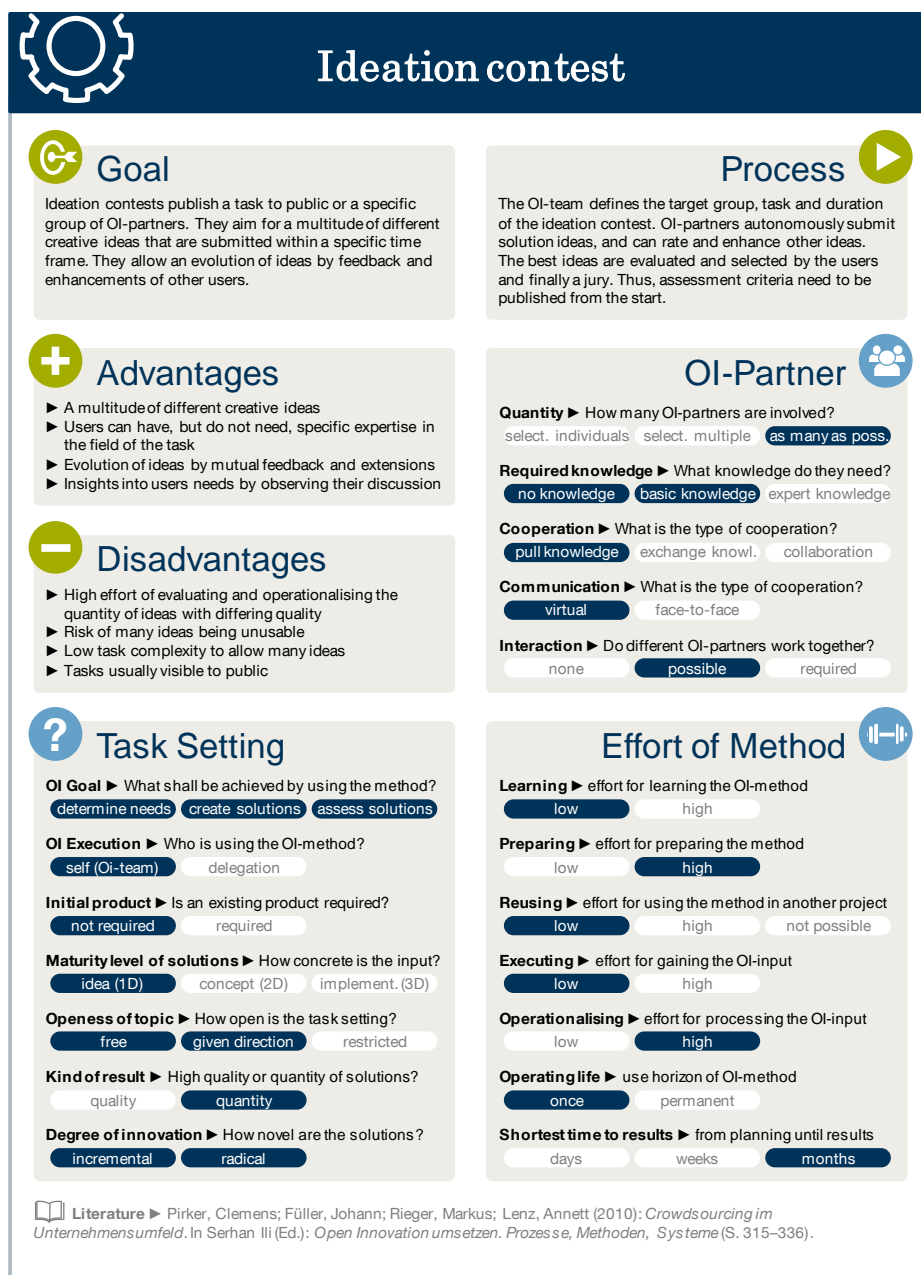 Ideation contest
Goal
Ideation contests publish a task to public or a specific
group of OI-partners. They aim for a multitude of different
creative ideas that are submitted within a specific time
frame. They allow an evolution of ideas by feedback and
enhancements of other users.
Process
The OI-team defines the target group, task and duration
of the ideation contest. OI-partners autonomously submit
solution ideas, and can rate and enhance other ideas.
The best ideas are evaluated and selected by the users
and finally a jury. Thus, assessment criteria need to be
published from the start.
Advantages
► A multitude of different creative ideas
► Users can have, but do not need, specific expertise in
the field of the task
► Evolution of ideas by mutual feedback and extensions
► Insights into users needs by observing their discussion
Disadvantages
► High effort of evaluating and operationalising the
quantity of ideas with differing quality
► Risk of many ideas being unusable
► Low task complexity to allow many ideas
► Tasks usually visible to public
OI-Partner
Quantity ► How many OI-partners are involved?
select. individuals select. multiple as many as poss.
Required knowledge ► What knowledge do they need?
no knowledge basic knowledge expert knowledge
Cooperation ► What is the type of cooperation?
pull knowledge exchange knowl. collaboration
Communication ► What is the type of cooperation?
virtual face-to-face
Interaction ► Do different OI-partners work together?
none possible required
Task Setting
OI Goal ► What shall be achieved by using the method?
determine needs create solutions assess solutions
OI Execution ► Who is using the OI-method?
self (Oi-team) delegation
Initial product ► Is an existing product required?
not required required
Maturity level of solutions ► How concrete is the input?
idea (1D) concept (2D) implement. (3D)
Openess of topic ► How open is the task setting?
free given direction restricted
Kind of result ► High quality or quantity of solutions?
quality quantity
Degree of innovation ► How novel are the solutions?
incremental radical
Effort of Method
Learning ► effort for learning the OI-method
low high
Preparing ► effort for preparing the method
low high
Reusing ► effort for using the method in another project
low high not possible
Executing ► effort for gaining the OI-input
low high
Operationalising ► effort for processing the OI-input
low high
Operating life ► use horizon of OI-method
once permanent
Shortest time to results ► from planning until results
days weeks months
Literature ► Pirker, Clemens; Füller, Johann; Rieger, Markus; Lenz, Annett (2010): Crowdsourcing im
Unternehmensumfeld. In Serhan Ili (Ed.): Open Innovation umsetzen. Prozesse, Methoden, Systeme (S. 315–336).